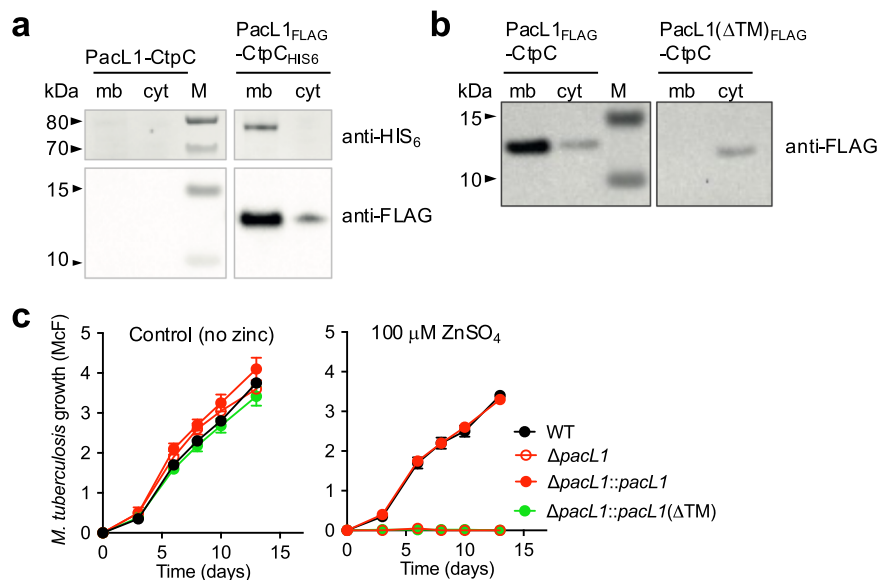 a
PacL1-CtpC
PacL1FLAG
-CtpCHIS6
kDa mb cyt M mb cyt
80
70
anti-HIS6
15
10
anti-FLAG
b
PacL1FLAG
-CtpC
PacL1(ΔTM)FLAG
-CtpC
kDa mb cyt M mb cyt
15
10
anti-FLAG
c
M. tuberculosis growth (McF)
Control (no zinc)
5
4
3
2
1
0
0 5 10 15
Time (days)
100 μM ZnSO4
5
4
3
2
1
0
0 5 10 15
Time (days)
WT
ΔpacL1
ΔpacL1::pacL1
ΔpacL1::pacL1(ΔTM)